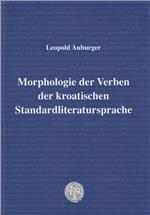 Leopold Auburger
Morphologie der Verben
der kroatischen
Standardliteratursprache